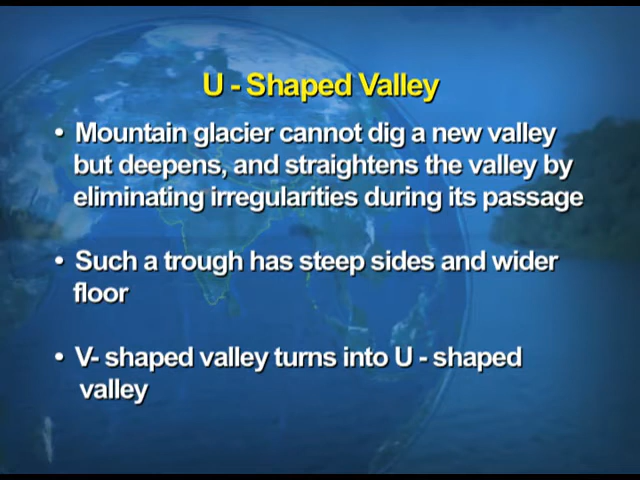 U - Shaped Valley
• Mountain glacier cannot dig a new valley
but deepens, and straightens the valley by
eliminating irregularities during its passage
• Such a trough has steep sides and wider
floor
• V- shaped valley turns into U - shaped
valley